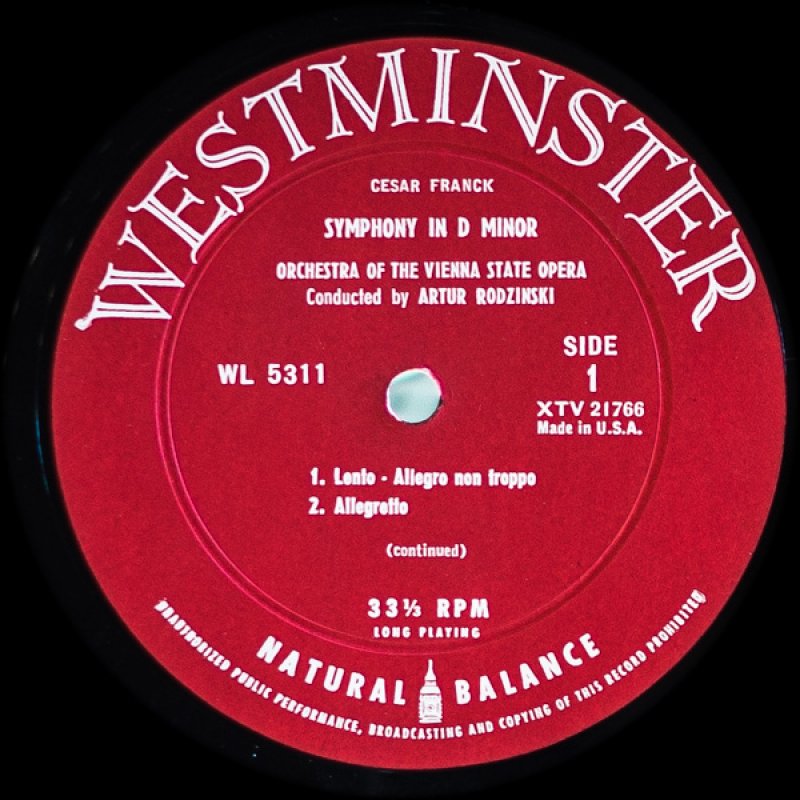 WESTMINSTER
CESAR FRANCK
SYMPHONY IN D MINOR
ORCHESTRA OF THE VIENNA STATE OPERA
Conducted by ARTUR RODZINSKI
WL 5311
SIDE
1
XTV 21766
Made in U.S.A.
1. Lento - Allegro non troppo
2. Allegretto
(continued)
33⅓ RPM
LONG PLAYING
NATURAL BALANCE
UNAUTHORIZED PUBLIC PERFORMANCE, BROADCASTING AND COPYING OF THIS RECORD PROHIBITED